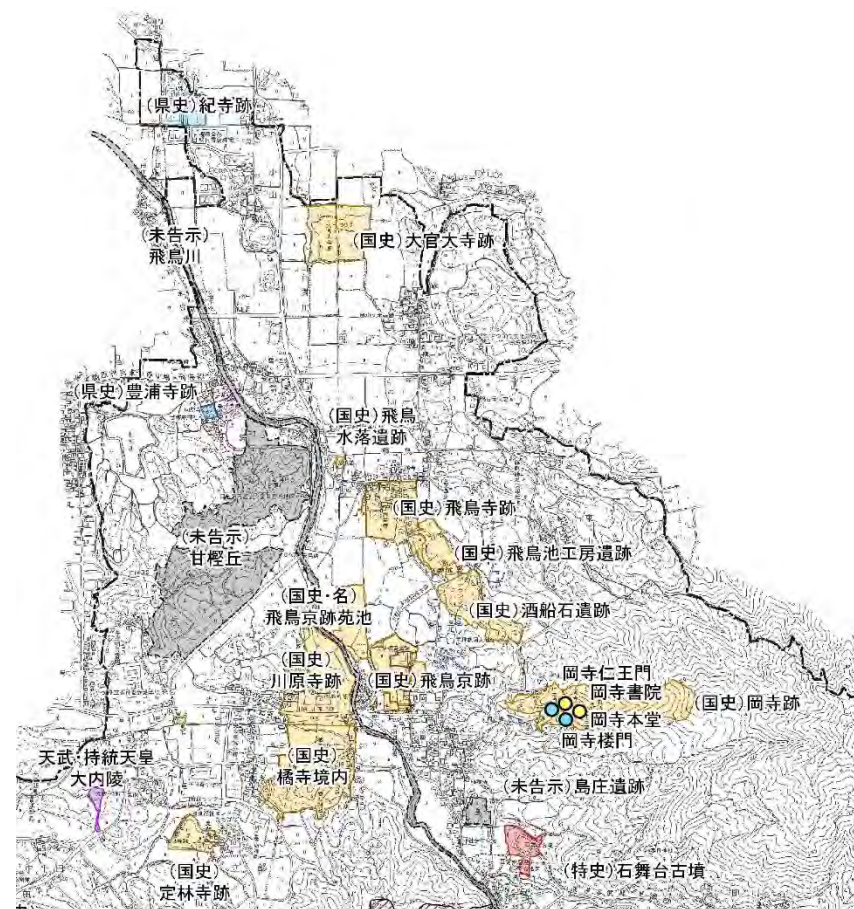 (県史)紀寺跡
(未告示)
飛鳥川
(国史)大官大寺跡
(県史)豊浦寺跡
(国史)飛鳥
水落遺跡
(国史)飛鳥寺跡
(未告示)
甘樫丘
(国史)飛鳥池工房遺跡
(国史・名)
飛鳥京跡苑池
(国史)酒船石遺跡
(国史)
川原寺跡
(国史)飛鳥京跡
岡寺仁王門
岡寺書院
(国史)岡寺跡
岡寺本堂
岡寺楼門
(国史)
橘寺境内
天武・持統天皇
大内陵
(未告示)島庄遺跡
(国史)
定林寺跡
(特史)石舞台古墳